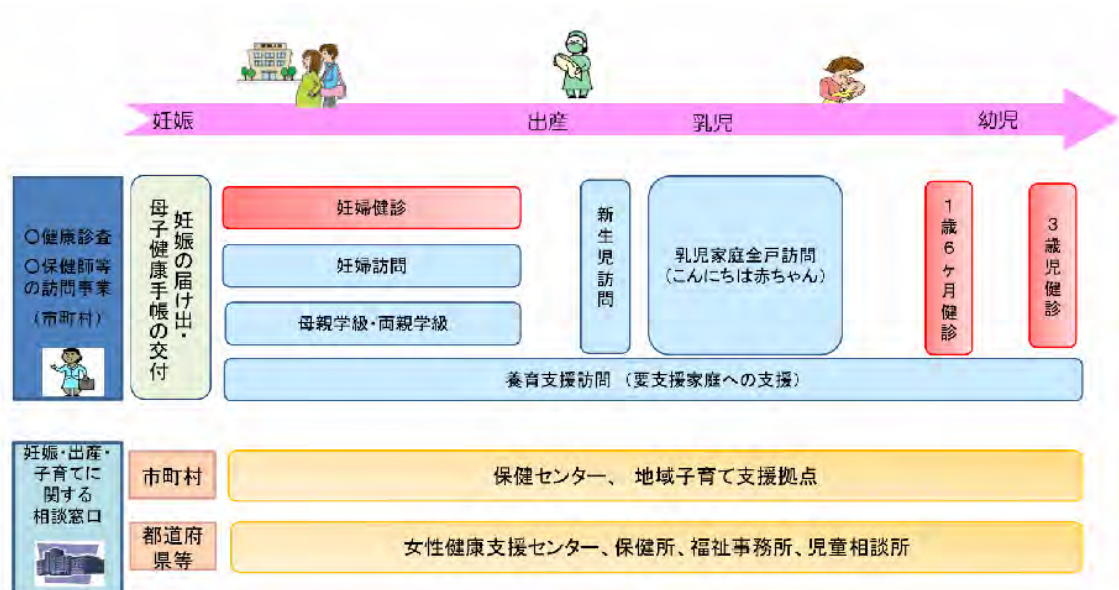 妊娠
出産
乳児
幼児
○健康診査
○保健師等
の訪問事業
(市町村)
妊娠の届け出・
母子健康手帳の交付
妊婦健診
妊婦訪問
母親学級・両親学級
新生児訪問
乳児家庭全戸訪問
(こんにちは赤ちゃん)
1歳6ヶ月健診
3歳児健診
養育支援訪問 (要支援家庭への支援)
妊娠・出産・
子育てに
関する
相談窓口
市町村
保健センター、 地域子育て支援拠点
都道府
県等
女性健康支援センター、保健所、福祉事務所、児童相談所